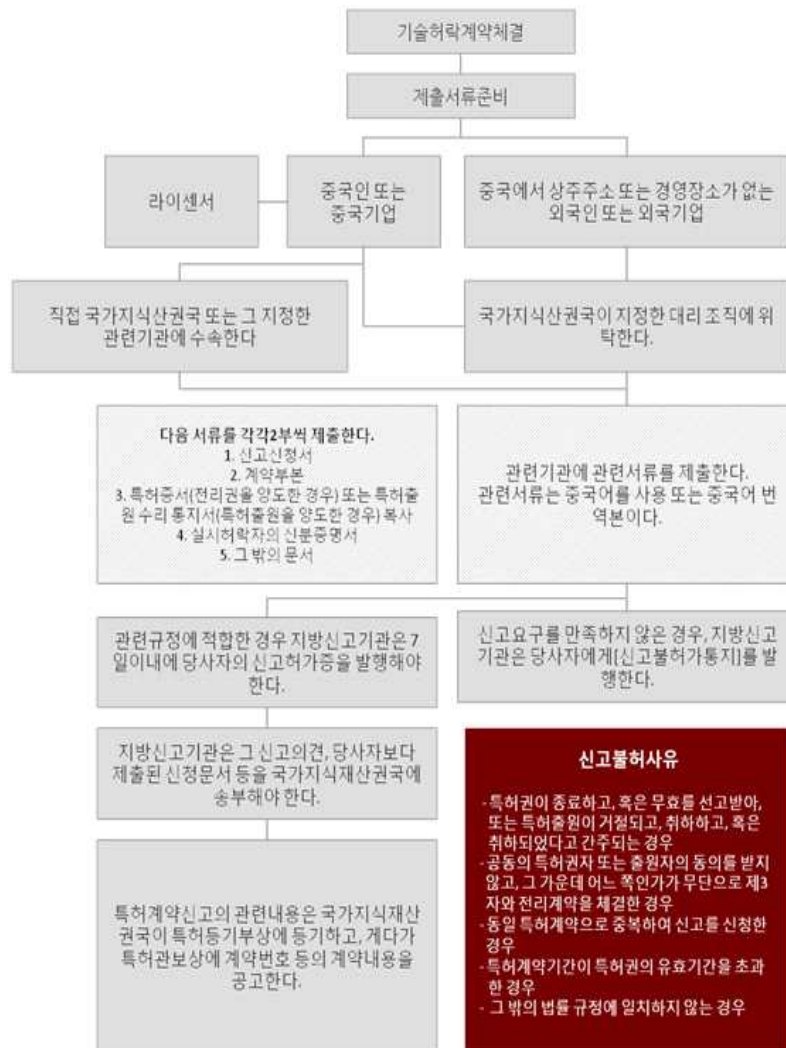 기술허락계약체결
제출서류준비
라이센서
중국인 또는
중국기업
중국에서 상주주소 또는 경영장소가 없는
외국인 또는 외국기업
직접 국가지식산권국 또는 그 지정한
관련기관에 수속한다
국가지식산권국이 지정한 대리 조직에 위
탁한다.
다음 서류를 각각2부씩 제출한다.
1. 신고신청서
2. 계약부본
3. 특허증서(전리권을 양도한 경우) 또는 특허출
원 수리 통지서(특허출원을 양도한 경우) 복사
4. 실시허락자의 신분증명서
5. 그 밖의 문서
관련기관에 관련서류를 제출한다.
관련서류는 중국어를 사용 또는 중국어 번
역본이다.
관련규정에 적합한 경우 지방신고기관은 7
일이내에 당사자의 신고허가증을 발행해야
한다.
신고요구를 만족하지 않은 경우, 지방신고
기관은 당사자에게[신고불허가통지]를 발
행한다.
지방신고기관은 그 신고의견, 당사자보다
제출된 신청문서 등을 국가지식재산권국에
송부해야 한다.
특허계약신고의 관련내용은 국가지식재산
권국이 특허등기부상에 등기하고, 게다가
특허관보상에 계약번호 등의 계약내용을
공고한다.
신고불허사유
- 특허권이 종료하고, 혹은 무효를 선고받아,
또는 특허출원이 거절되고, 취하하고, 혹은
취하되었다고 간주되는 경우
- 공동의 특허권자 또는 출원자의 동의를 받지
않고, 그 가운데 어느 쪽인가가 무단으로 제3
자와 전리계약을 체결한 경우
- 동일 특허계약으로 중복하여 신고를 신청한
경우
- 특허계약기간이 특허권의 유효기간을 초과
한 경우
- 그 밖의 법률 규정에 일치하지 않는 경우